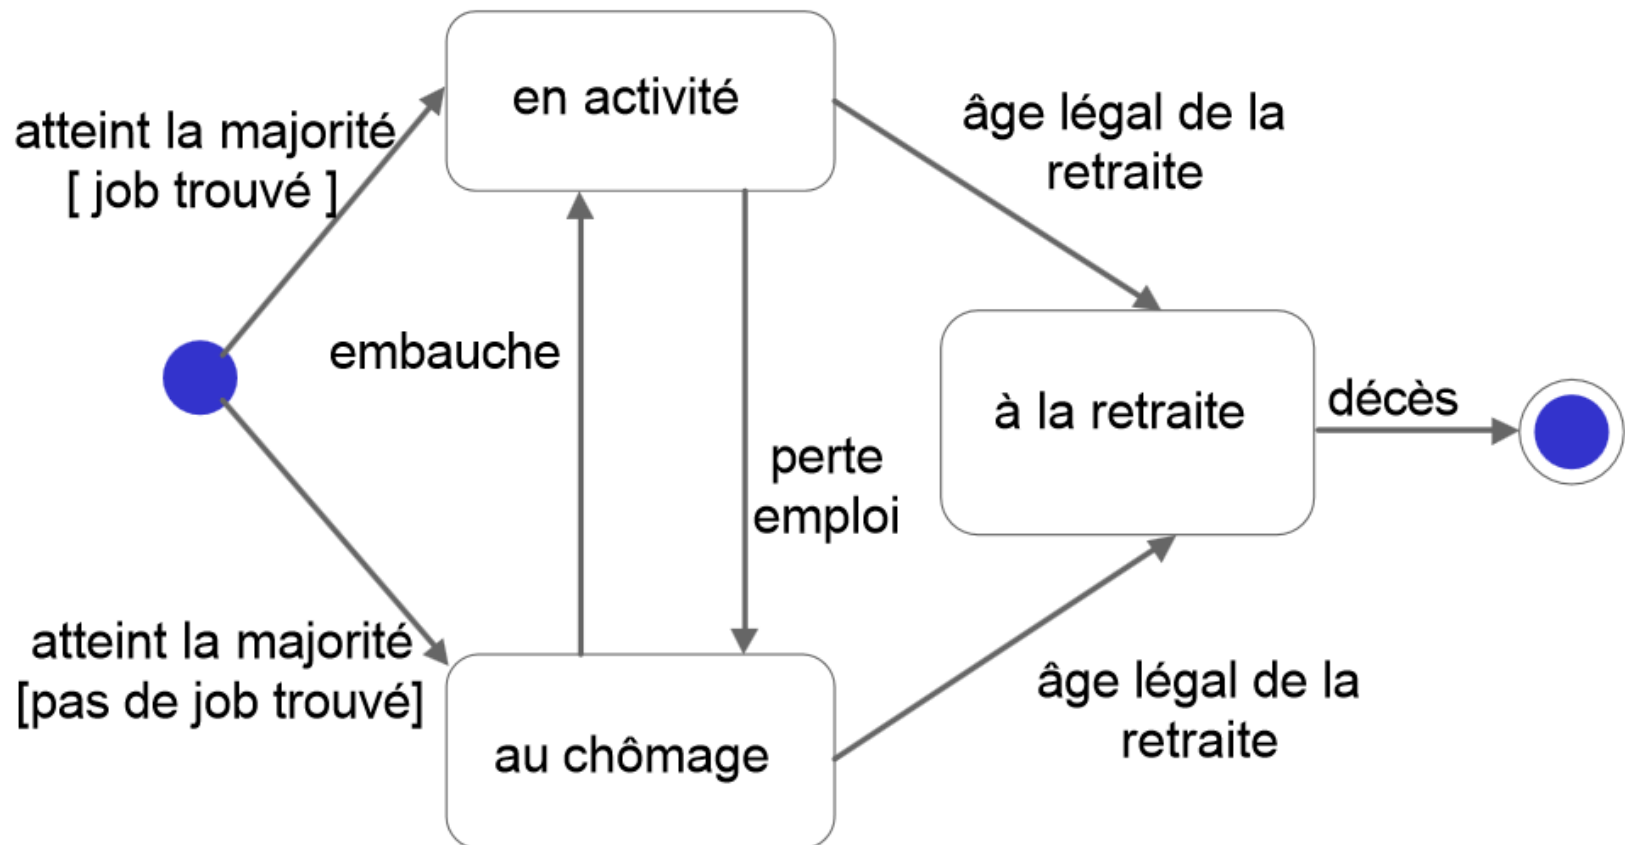 en activité
atteint la majorité
[ job trouvé ]
âge légal de la
retraite
embauche
à la retraite
décès
perte
emploi
atteint la majorité
[pas de job trouvé]
au chômage
âge légal de la
retraite